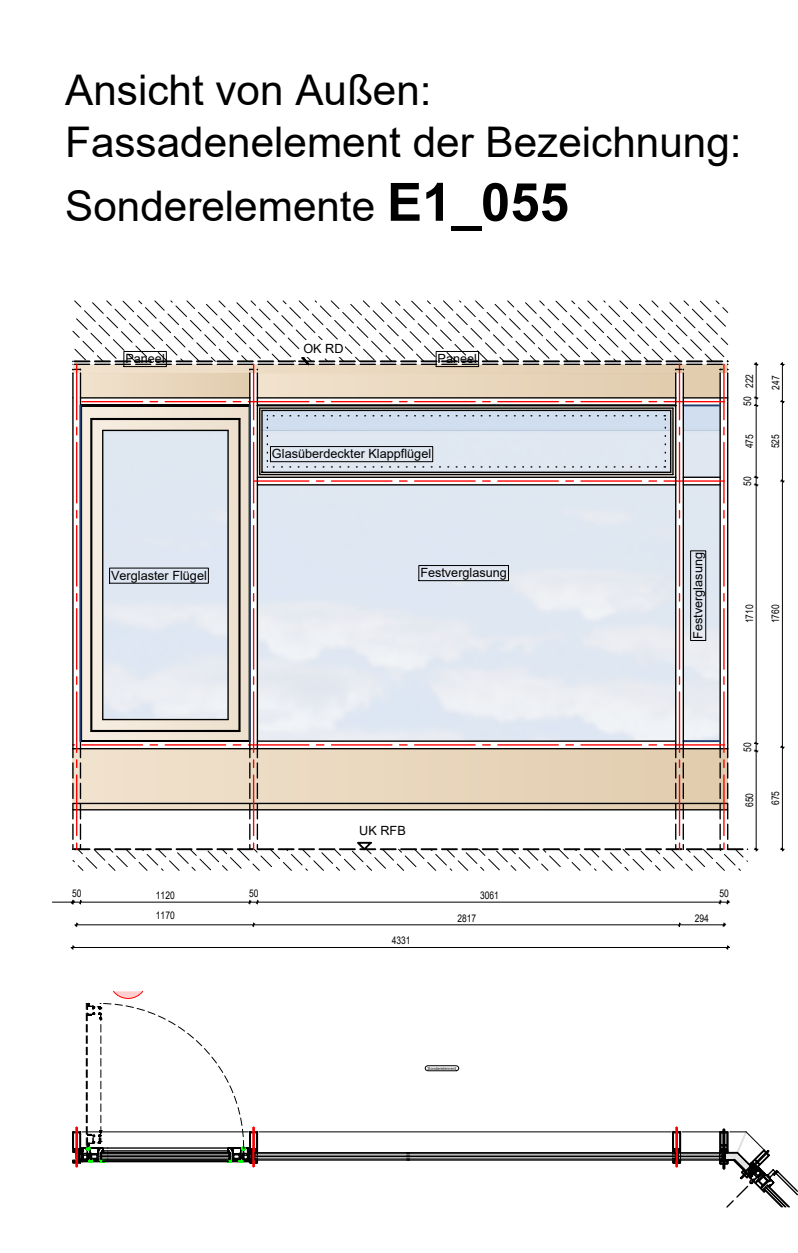 Ansicht von Außen:
Fassadenelement der Bezeichnung:
Sonderelemente E1_055
OK RD
Paneel
Paneel
222
247
50
Glasüberdeckter Klappflügel
475
525
50
Verglaster Flügel
Festverglasung
Festverglasung
1710
1760
50
650
675
UK RFB
50
1120
50
3061
50
1170
2817
294
4331